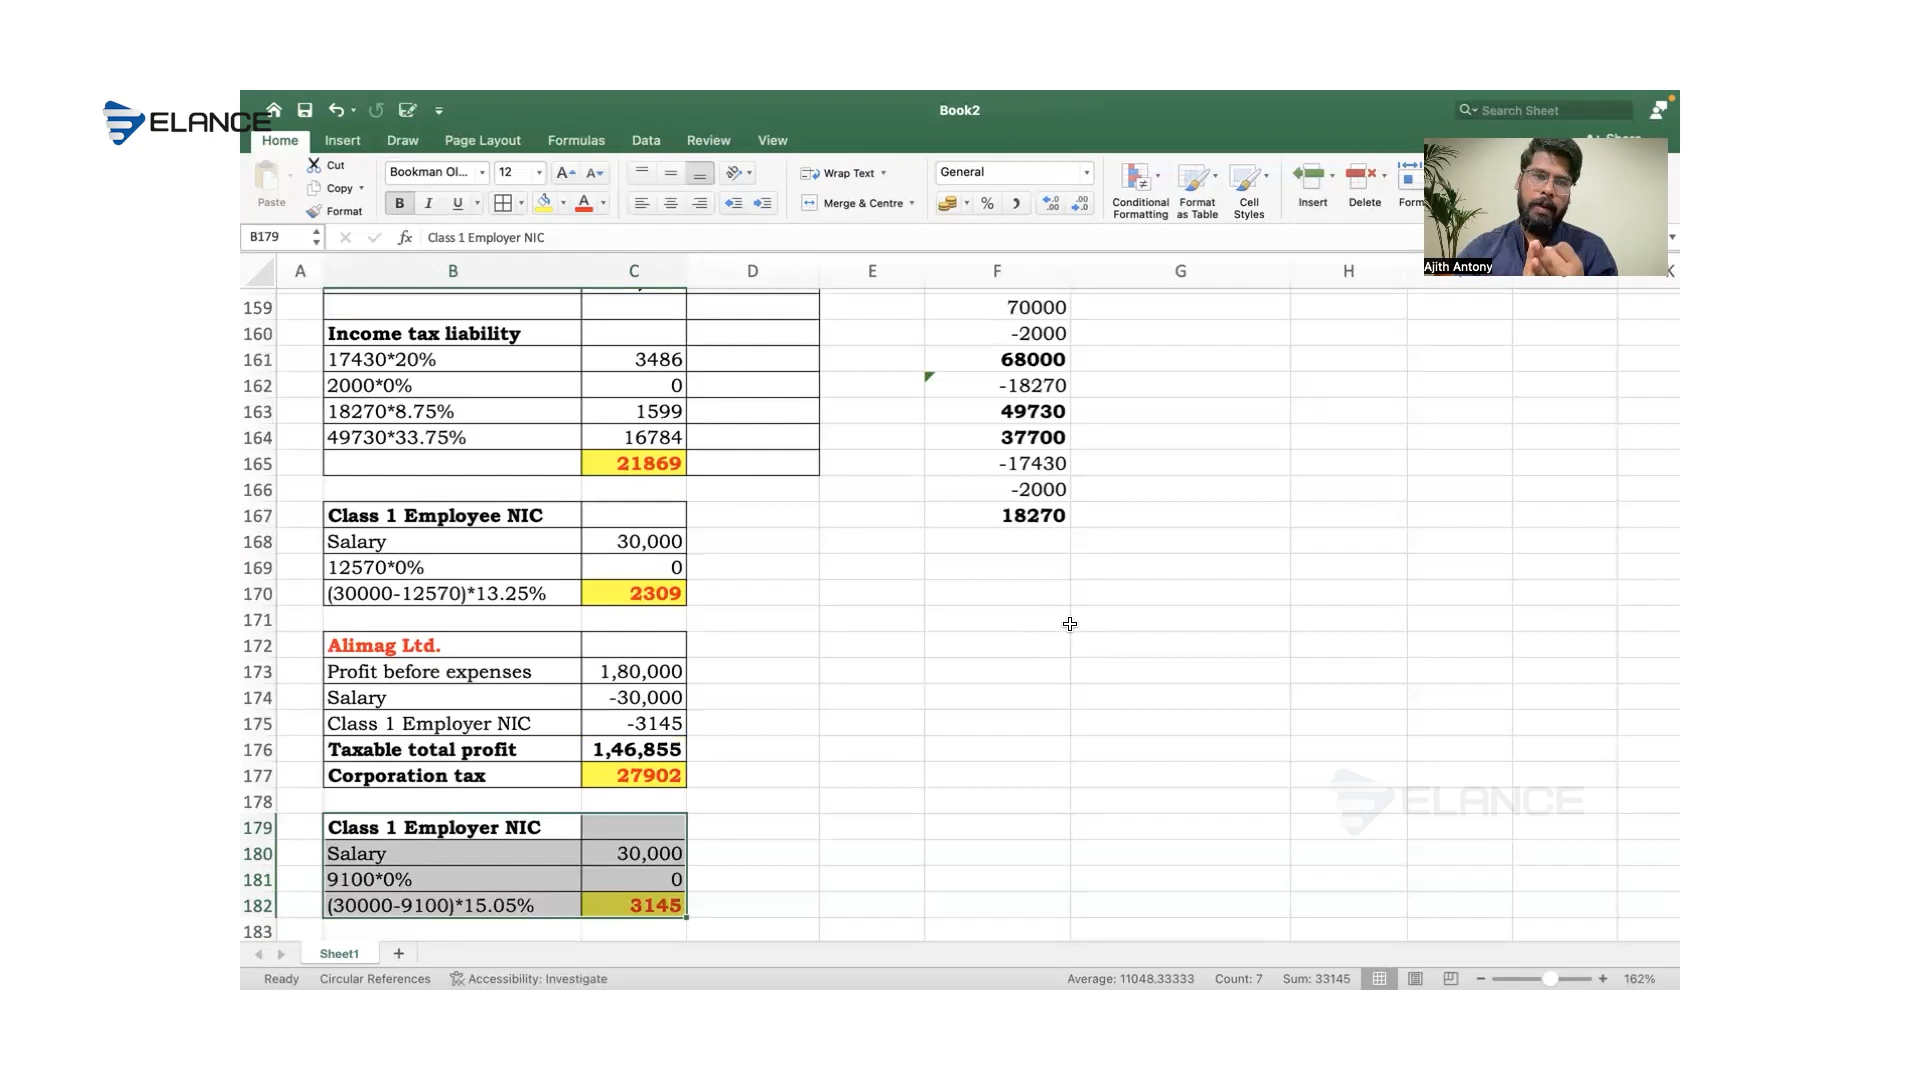 ELANCE
Book2
Search Sheet
Home Insert Draw Page Layout Formulas Data Review View
Paste
Cut
Copy
Format
Bookman Ol... 12
B I U
Wrap Text
Merge & Centre
General
Conditional Formatting
Format as Table
Cell Styles
Insert
Delete
B179 fx Class 1 Employer NIC
Ajith Antony
A B C D E F G H K
159 70000
160 Income tax liability -2000
161 17430*20% 3486 68000
162 2000*0% 0 -18270
163 18270*8.75% 1599 49730
164 49730*33.75% 16784 37700
165 21869 -17430
166 -2000
167 Class 1 Employee NIC 18270
168 Salary 30,000
169 12570*0% 0
170 (30000-12570)*13.25% 2309
171
172 Alimag Ltd.
173 Profit before expenses 1,80,000
174 Salary -30,000
175 Class 1 Employer NIC -3145
176 Taxable total profit 1,46,855
177 Corporation tax 27902
178
179 Class 1 Employer NIC
180 Salary 30,000
181 9100*0% 0
182 (30000-9100)*15.05% 3145
183
ELANCE
Sheet1 +
Ready Circular References Accessibility: Investigate Average: 11048.33333 Count: 7 Sum: 33145 162%